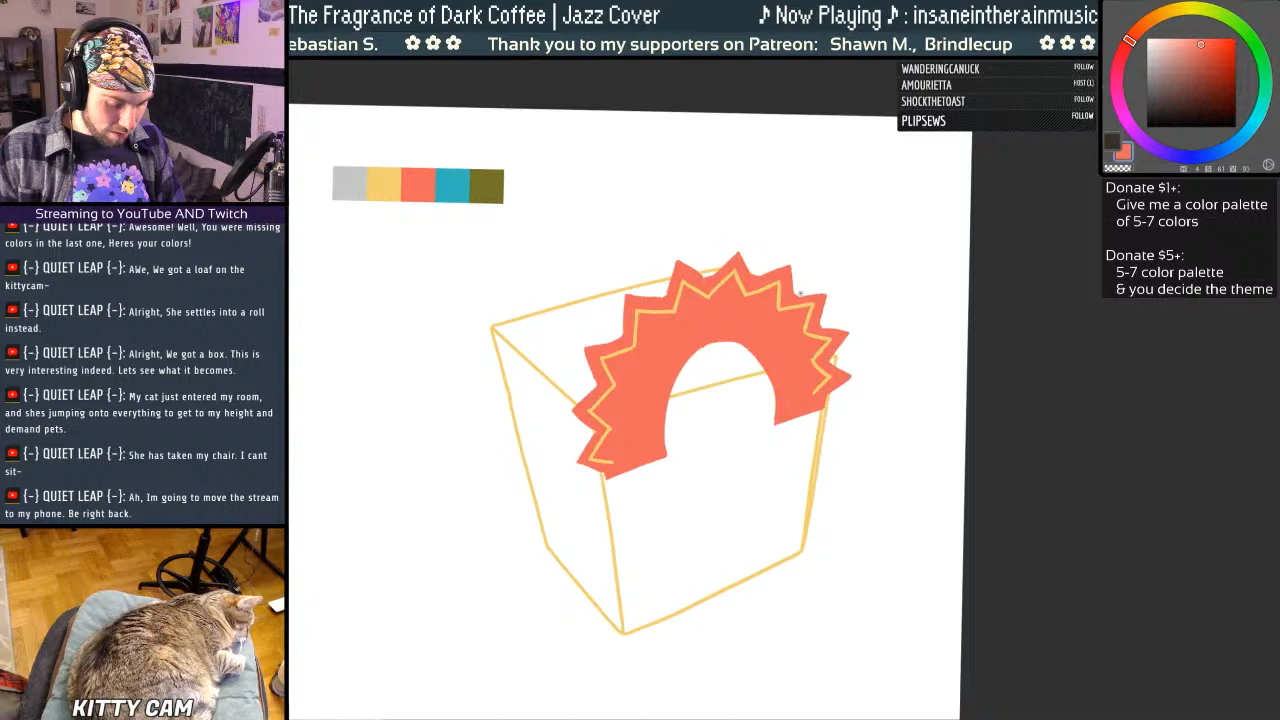 The Fragrance of Dark Coffee | Jazz Cover
♪ Now Playing ♪ : insaneintherainmusic
ebastian S. ✿ ✿ ✿ Thank you to my supporters on Patreon: Shawn M., Brindlecup ✿ ✿ ✿
WANDERINGCANUCK FOLLOW
AMOURIETTA HOST (1)
SHOCKTHETOAST FOLLOW
PLIPSEWS FOLLOW
Donate $1+:
Give me a color palette
of 5-7 colors
Donate $5+:
5-7 color palette
& you decide the theme
Streaming to YouTube AND Twitch
{-} QUIET LEAP {-}: Awesome! Well, You were missing
colors in the last one, Heres your colors!
{-} QUIET LEAP {-}: AWe, We got a loaf on the
kittycam~
{-} QUIET LEAP {-}: Alright, She settles into a roll
instead.
{-} QUIET LEAP {-}: Alright, We got a box. This is
very interesting indeed. Lets see what it becomes.
{-} QUIET LEAP {-}: My cat just entered my room,
and shes jumping onto everything to get to my height and
demand pets.
{-} QUIET LEAP {-}: She has taken my chair. I cant
sit~
{-} QUIET LEAP {-}: Ah, Im going to move the stream
to my phone. Be right back.
KITTY CAM